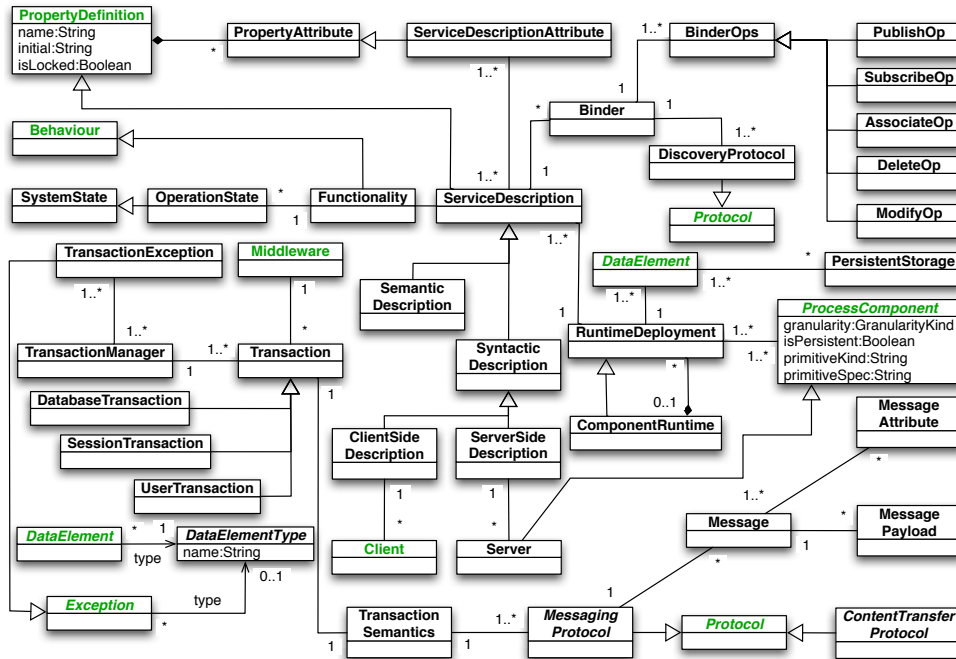 PropertyDefinition
name:String
initial:String
isLocked:Boolean
*
PropertyAttribute
ServiceDescriptionAttribute
1..*
1..*
BinderOps
PublishOp
SubscribeOp
AssociateOp
DeleteOp
ModifyOp
1
*
Binder
1
1..*
DiscoveryProtocol
Protocol
Behaviour
1
1..*
SystemState
OperationState
*
1
Functionality
ServiceDescription
1..*
TransactionException
Middleware
1
1..*
1..*
*
TransactionManager
1
1..*
Transaction
1
1
DatabaseTransaction
SessionTransaction
UserTransaction
Semantic
Description
Syntactic
Description
ClientSide
Description
ServerSide
Description
1
1
*
*
Client
Server
DataElement
1..*
*
PersistentStorage
1..*
1
1
RuntimeDeployment
1..*
1..*
*
0..1
ComponentRuntime
ProcessComponent
granularity:GranularityKind
isPersistent:Boolean
primitiveKind:String
primitiveSpec:String
Message
Attribute
*
1..*
Message
1
*
Message
Payload
*
1
DataElement
*
1
type
DataElementType
name:String
0..1
type
Exception
*
Transaction
Semantics
1
1
1..*
Messaging
Protocol
Protocol
ContentTransfer
Protocol